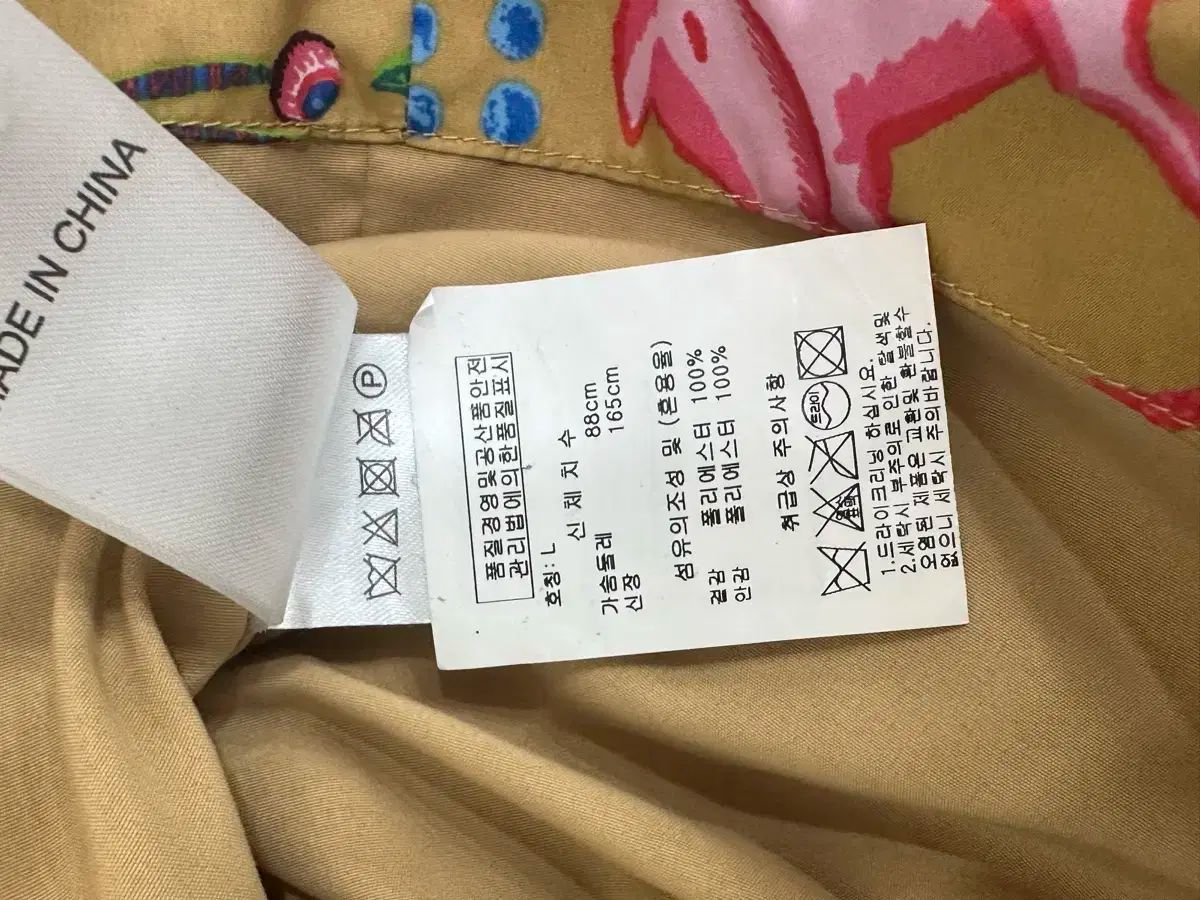 MADE IN CHINA
P
품질경영및공산품안전
관리법에의한품질표시
호칭: L
신 체 치 수
가슴둘레 88cm
신장 165cm
섬유의조성 및 (혼용율)
겉감 폴리에스터 100%
안감 폴리에스터 100%
취급상 주의사항
드라이
1.드라이크리닝 하십시요.
2.세탁시 부주의로 인한 탈색및
오염된 제품은 교환및 환불할수
없으니 세탁시 주의바랍니다.